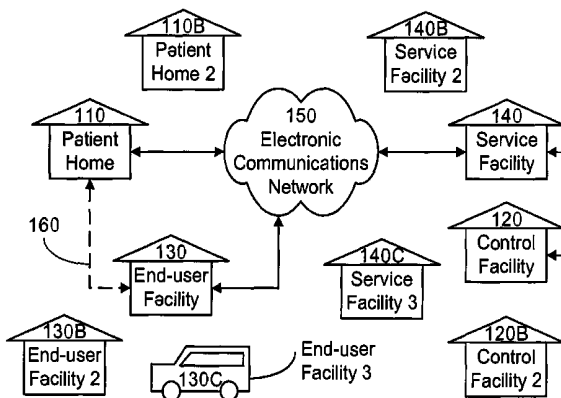 110B
Patient
Home 2
140B
Service
Facility 2
110
Patient
Home
150
Electronic
Communications
Network
140
Service
Facility
160
130
End-user
Facility
140C
Service
Facility 3
120
Control
Facility
130B
End-user
Facility 2
130C
End-user
Facility 3
120B
Control
Facility 2